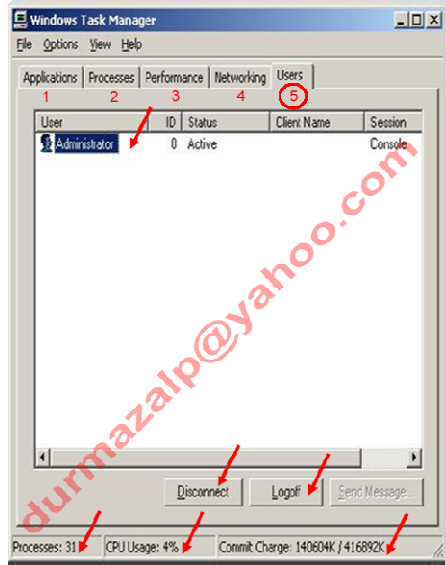 Windows Task Manager
File Options View Help
Applications Processes Performance Networking Users
1 2 3 4 5
User ID Status Client Name Session
Administrator 0 Active Console
durmazalp@yahoo.com
Disconnect Logoff Send Message...
Processes: 31 CPU Usage: 4% Commit Charge: 140604K / 416892K